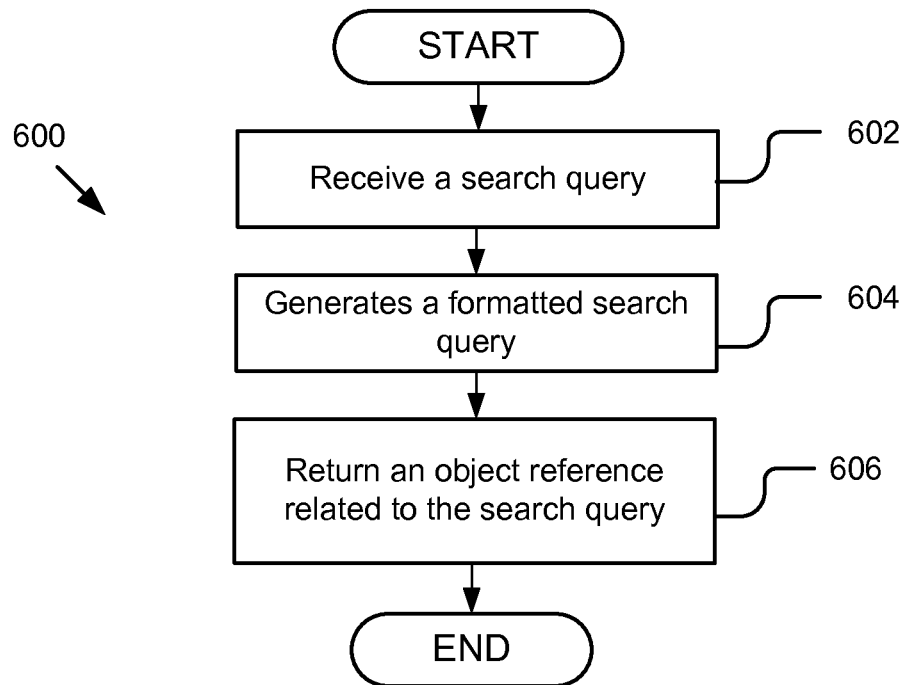 START
600
Receive a search query
602
Generates a formatted search
query
604
Return an object reference
related to the search query
606
END